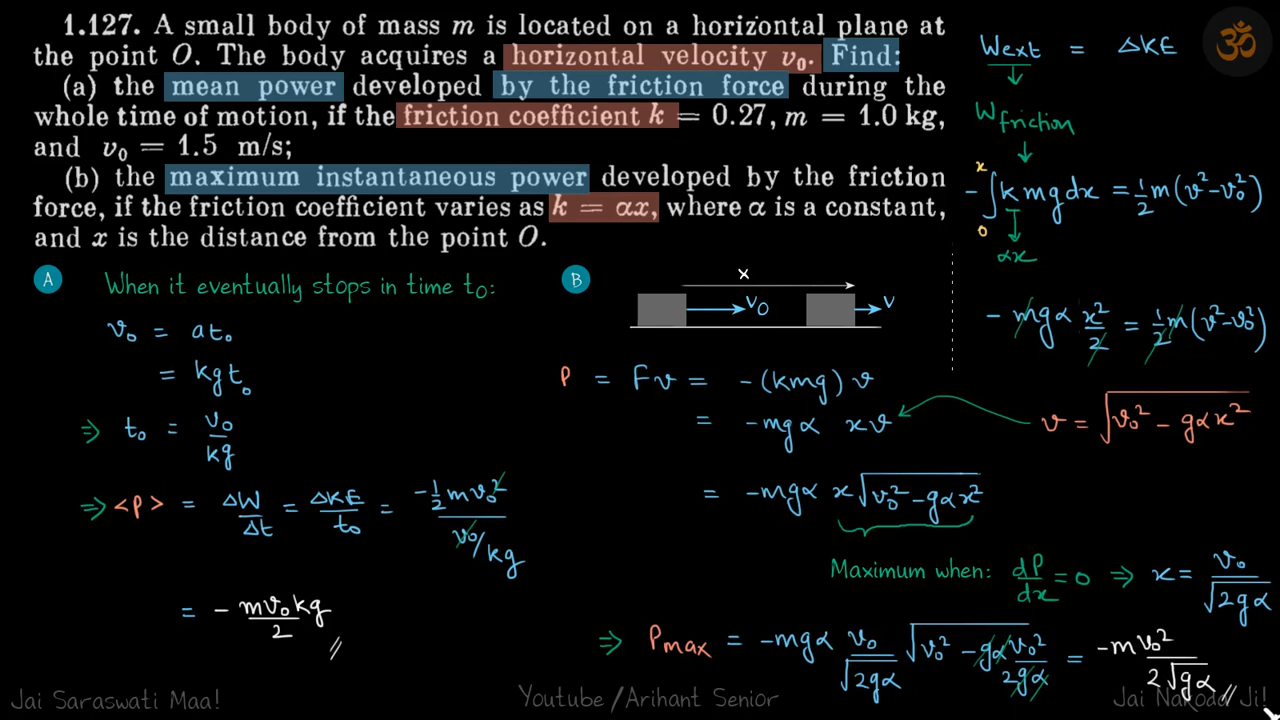 1.127. A small body of mass m is located on a horizontal plane at
the point O. The body acquires a horizontal velocity v₀. Find:
(a) the mean power developed by the friction force during the
whole time of motion, if the friction coefficient k = 0.27, m = 1.0 kg,
and v₀ = 1.5 m/s;
(b) the maximum instantaneous power developed by the friction
force, if the friction coefficient varies as k = αx, where α is a constant,
and x is the distance from the point O.
A
When it eventually stops in time t₀:
v₀ = at₀
= kgt₀
⇒ t₀ = v₀/kg
⇒ <P> = ΔW/Δt = ΔKE/t₀ = (-½mv₀²)/(v₀/kg)
= - mv₀kg/2 //
B
x
v₀ v
P = Fv = -(kmg)v
= -mgα xv
= -mgα x√(v₀² - gαx²)
Maximum when: dP/dx = 0 ⇒ x = v₀/√(2gα)
⇒ Pmax = -mgα v₀/√(2gα) √(v₀² - gα v₀²/2gα) = -mv₀²/2 √(gα) //
ॐ
Wext = ΔKE
↓
Wfriction
↓
-∫₀ˣ kmgdx = ½m(v² - v₀²)
↓
αx
-mgα x²/2 = ½m(v² - v₀²)
v = √(v₀² - gαx²)
Jai Saraswati Maa! Youtube /Arihant Senior Jai Nakoda Ji!